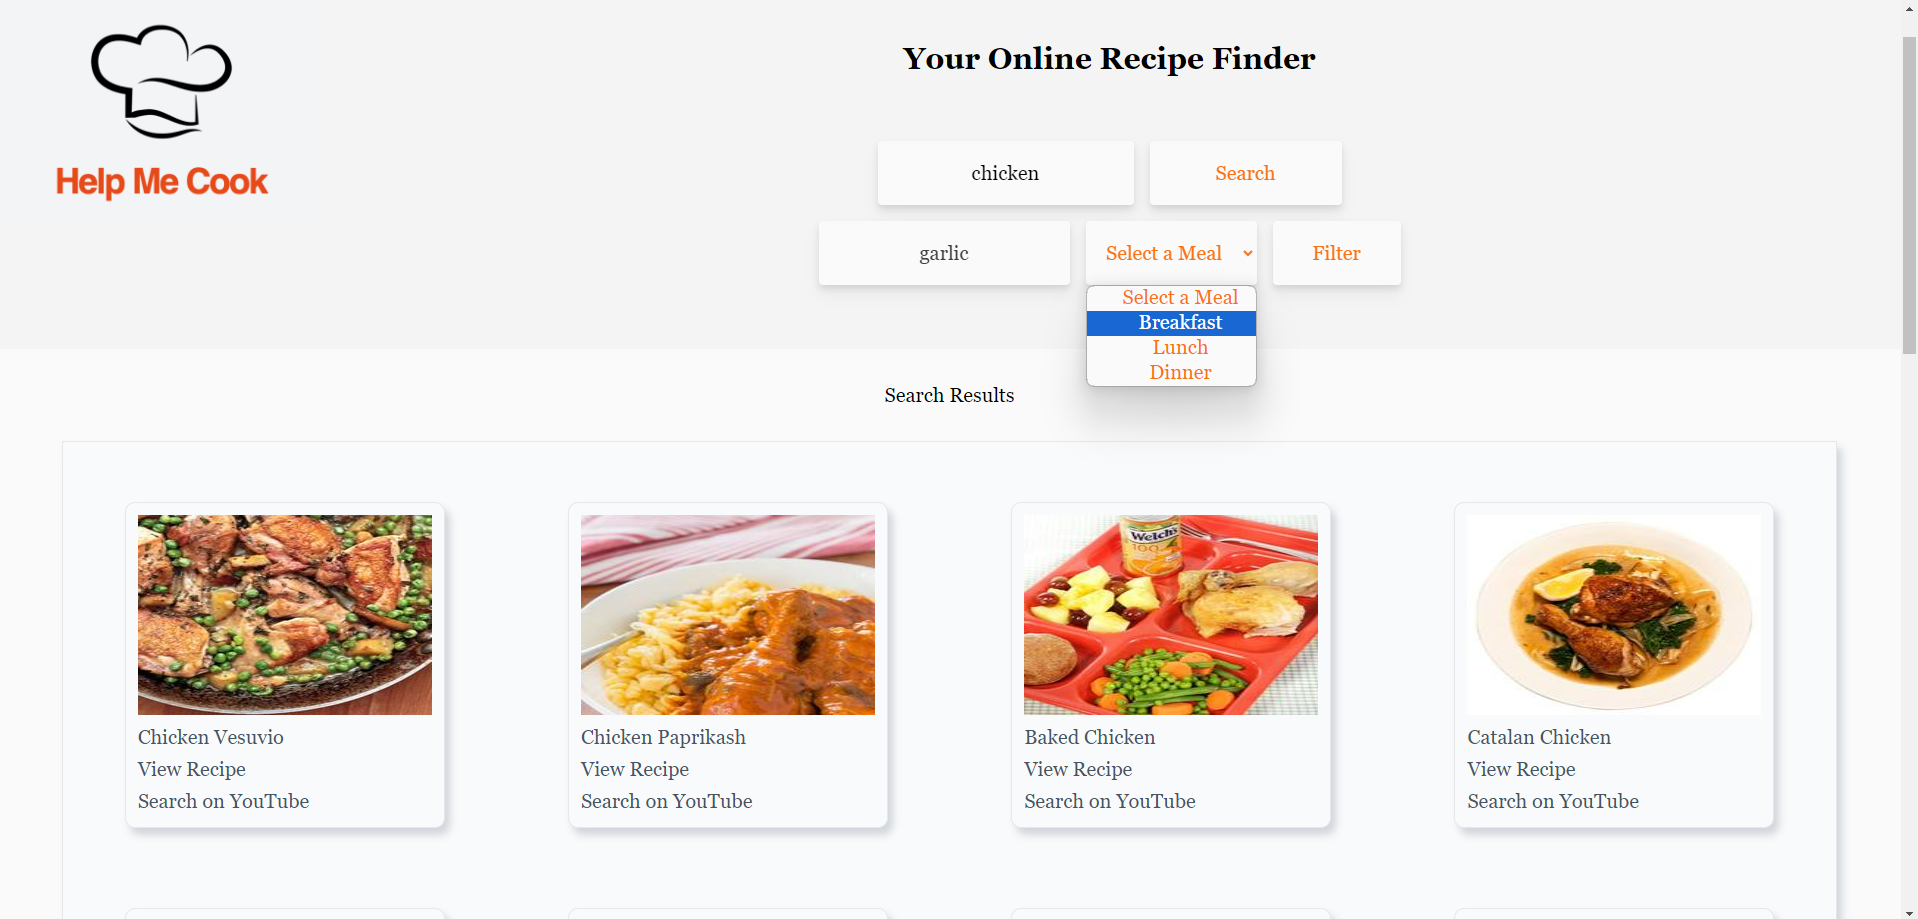 Help Me Cook
Your Online Recipe Finder
chicken
Search
garlic
Select a Meal
Filter
Select a Meal
Breakfast
Lunch
Dinner
Search Results
Welch's
100
Chicken Vesuvio
View Recipe
Search on YouTube
Chicken Paprikash
View Recipe
Search on YouTube
Baked Chicken
View Recipe
Search on YouTube
Catalan Chicken
View Recipe
Search on YouTube